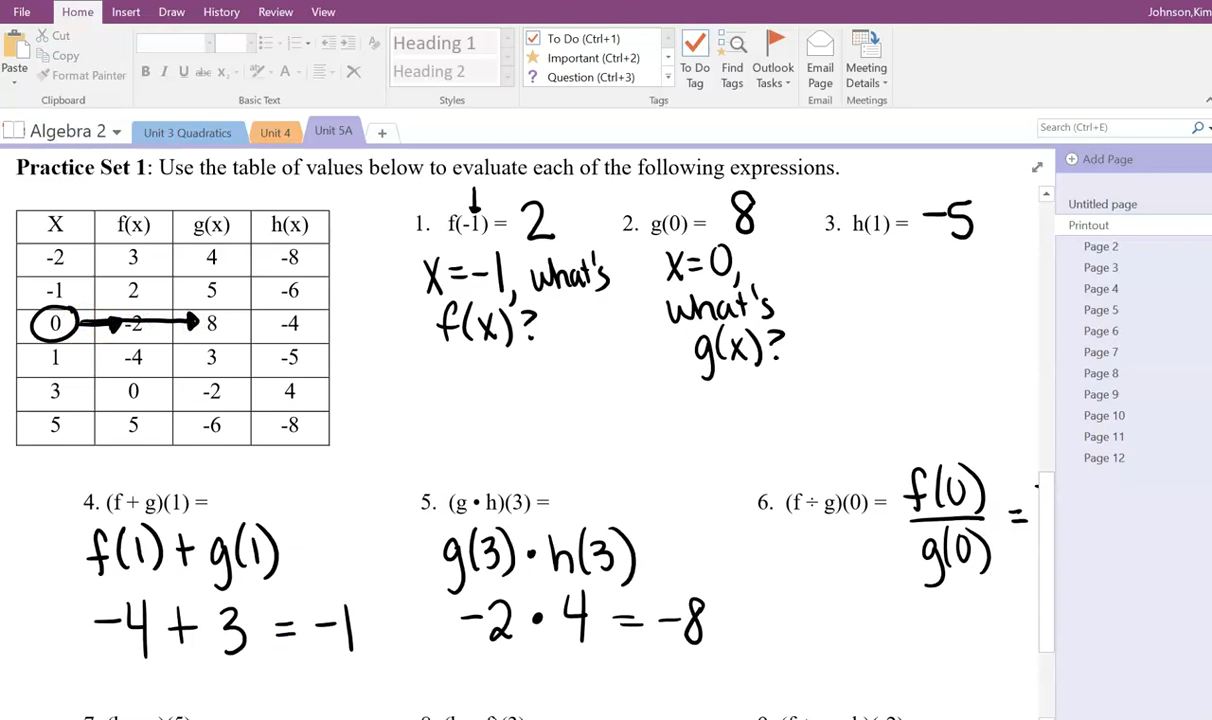 File Home Insert Draw History Review View Johnson,Kim
Paste
Cut
Copy
Format Painter
Clipboard
B I U abc x A
Basic Text
Heading 1
Heading 2
Styles
To Do (Ctrl+1)
Important (Ctrl+2)
Question (Ctrl+3)
To Do Tag
Find Tags
Tags
Outlook Tasks
Email Page
Email
Meeting Details
Meetings
Algebra 2 Unit 3 Quadratics Unit 4 Unit 5A +
Search (Ctrl+E)
Add Page
Untitled page
Printout
Page 2
Page 3
Page 4
Page 5
Page 6
Page 7
Page 8
Page 9
Page 10
Page 11
Page 12
Practice Set 1: Use the table of values below to evaluate each of the following expressions.
X f(x) g(x) h(x)
-2 3 4 -8
-1 2 5 -6
0 -2 8 -4
1 -4 3 -5
3 0 -2 4
5 5 -6 -8
1. f(-1) = 2
x=-1, what's
f(x)?
2. g(0) = 8
x=0,
what's
g(x)?
3. h(1) = -5
4. (f + g)(1) =
f(1) + g(1)
-4 + 3 = -1
5. (g • h)(3) =
g(3) • h(3)
-2 • 4 = -8
6. (f ÷ g)(0) = f(0)
g(0) =